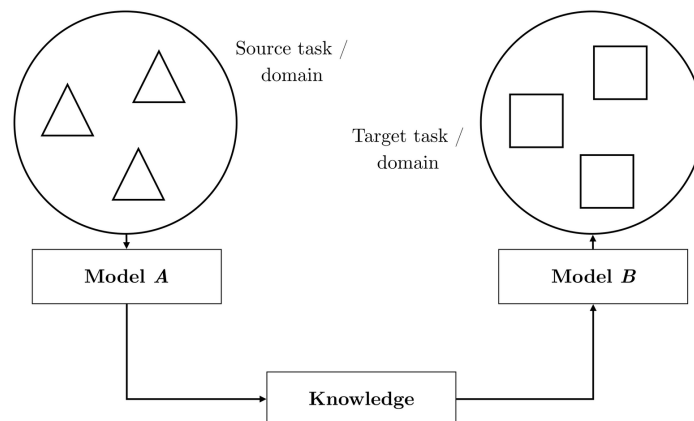 Source task /
domain
Target task /
domain
Model A
Model B
Knowledge